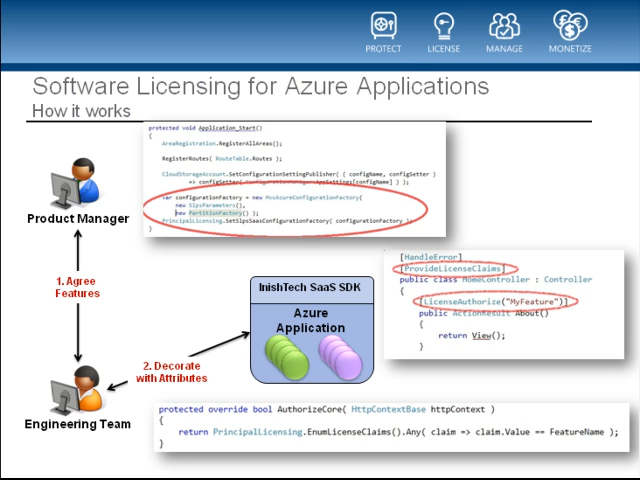 PROTECT
LICENSE
MANAGE
MONETIZE
Software Licensing for Azure Applications
How it works
protected void Application_Start()
{
AreaRegistration.RegisterAllAreas();
RegisterRoutes( RouteTable.Routes );
CloudStorageAccount.SetConfigurationSettingPublisher( ( configName, configSetter )
=> configSetter( ConfigurationManager.AppSettings[configName] ) );
var configurationFactory = new MvcAzureConfigurationFactory(
new SlpsParameters(),
new PartitionFactory() );
PrincipalLicensing.SetSlpsSaasConfigurationFactory( configurationFactory );
}
Product Manager
1. Agree
Features
[HandleError]
[ProvideLicenseClaims]
public class HomeController : Controller
{
[LicenseAuthorize("MyFeature")]
public ActionResult About()
{
return View();
}
InishTech SaaS SDK
Azure
Application
2. Decorate
with Attributes
Engineering Team
protected override bool AuthorizeCore( HttpContextBase httpContext )
{
return PrincipalLicensing.EnumLicenseClaims().Any( claim => claim.Value == FeatureName );
}